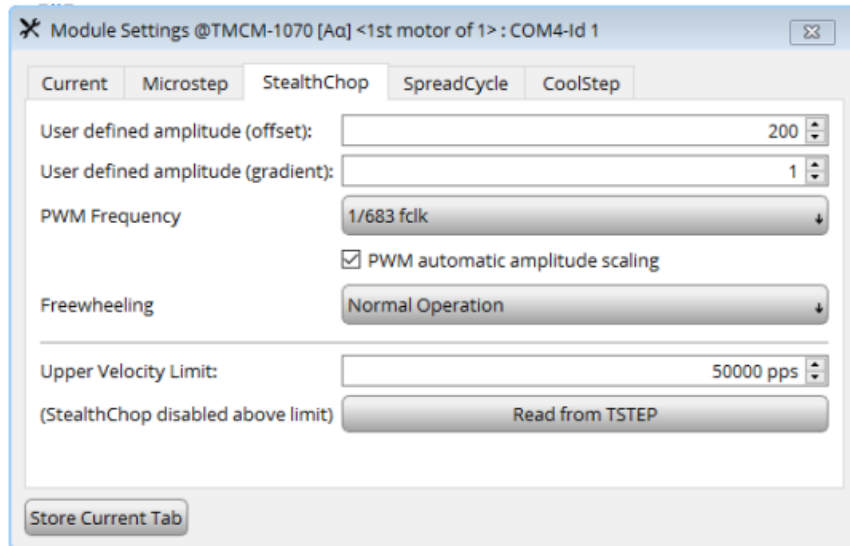 Module Settings @TMCM-1070 [Aα] <1st motor of 1> : COM4-Id 1
Current Microstep StealthChop SpreadCycle CoolStep
User defined amplitude (offset): 200
User defined amplitude (gradient): 1
PWM Frequency 1/683 fclk
PWM automatic amplitude scaling
Freewheeling Normal Operation
Upper Velocity Limit: 50000 pps
(StealthChop disabled above limit) Read from TSTEP
Store Current Tab